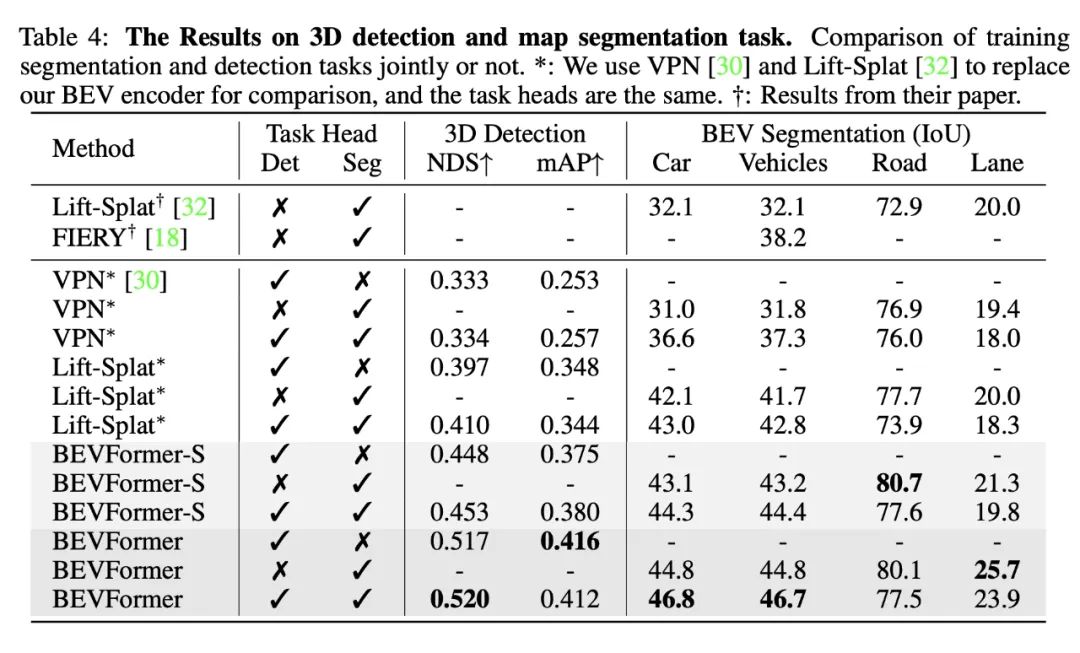 Table 4: The Results on 3D detection and map segmentation task. Comparison of training
segmentation and detection tasks jointly or not. *: We use VPN [30] and Lift-Splat [32] to replace
our BEV encoder for comparison, and the task heads are the same. †: Results from their paper.
Method Task Head 3D Detection BEV Segmentation (IoU)
Det Seg NDS↑ mAP↑ Car Vehicles Road Lane
Lift-Splat† [32] ✗ ✓ - - 32.1 32.1 72.9 20.0
FIERY† [18] ✗ ✓ - - - 38.2 - -
VPN* [30] ✓ ✗ 0.333 0.253 - - - -
VPN* ✗ ✓ - - 31.0 31.8 76.9 19.4
VPN* ✓ ✓ 0.334 0.257 36.6 37.3 76.0 18.0
Lift-Splat* ✓ ✗ 0.397 0.348 - - - -
Lift-Splat* ✗ ✓ - - 42.1 41.7 77.7 20.0
Lift-Splat* ✓ ✓ 0.410 0.344 43.0 42.8 73.9 18.3
BEVFormer-S ✓ ✗ 0.448 0.375 - - - -
BEVFormer-S ✗ ✓ - - 43.1 43.2 80.7 21.3
BEVFormer-S ✓ ✓ 0.453 0.380 44.3 44.4 77.6 19.8
BEVFormer ✓ ✗ 0.517 0.416 - - - -
BEVFormer ✗ ✓ - - 44.8 44.8 80.1 25.7
BEVFormer ✓ ✓ 0.520 0.412 46.8 46.7 77.5 23.9